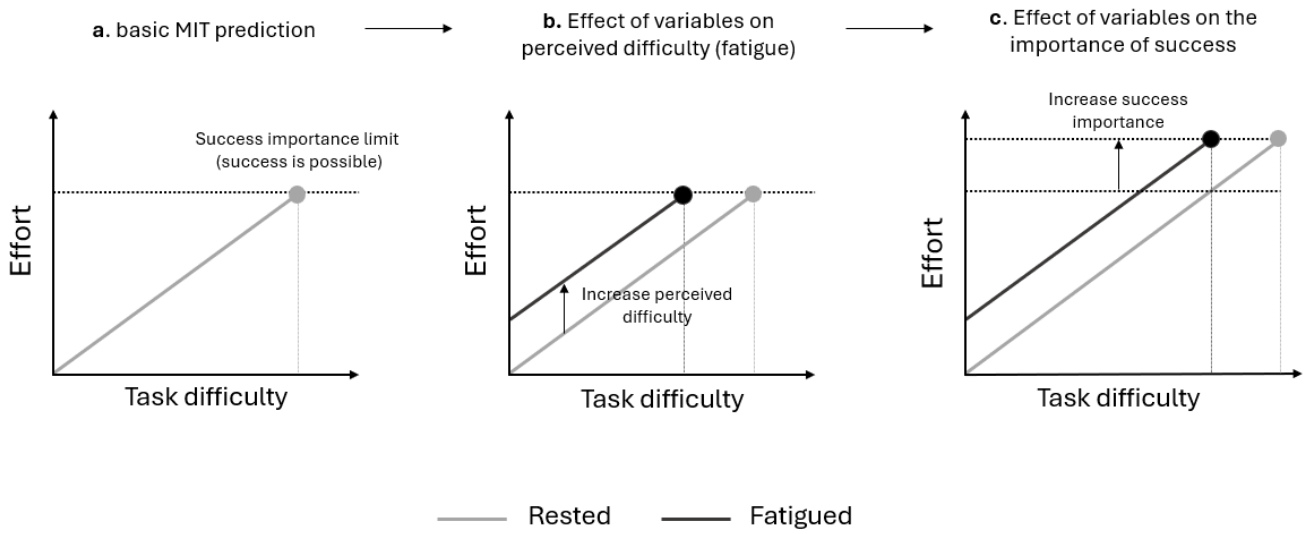 a. basic MIT prediction
b. Effect of variables on
perceived difficulty (fatigue)
c. Effect of variables on the
importance of success
Success importance limit
(success is possible)
Effort
Task difficulty
Increase perceived
difficulty
Effort
Task difficulty
Increase success
importance
Effort
Task difficulty
Rested
Fatigued